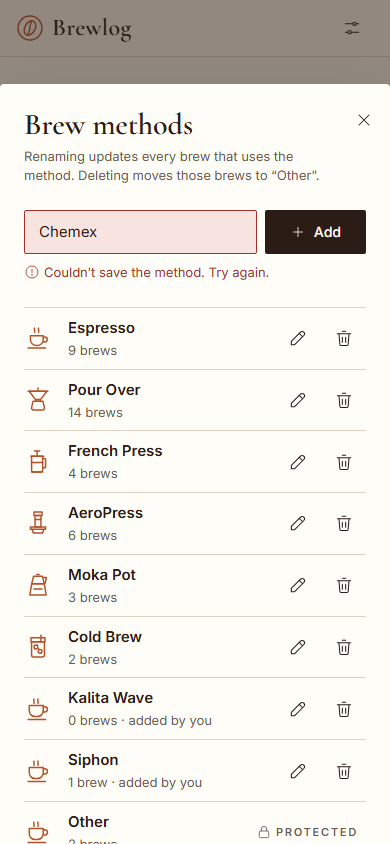 Brewlog
Brew methods
Renaming updates every brew that uses the
method. Deleting moves those brews to “Other”.
Chemex
Add
Couldn’t save the method. Try again.
Espresso
9 brews
Pour Over
14 brews
French Press
4 brews
AeroPress
6 brews
Moka Pot
3 brews
Cold Brew
2 brews
Kalita Wave
0 brews · added by you
Siphon
1 brew · added by you
Other
PROTECTED
2 brews